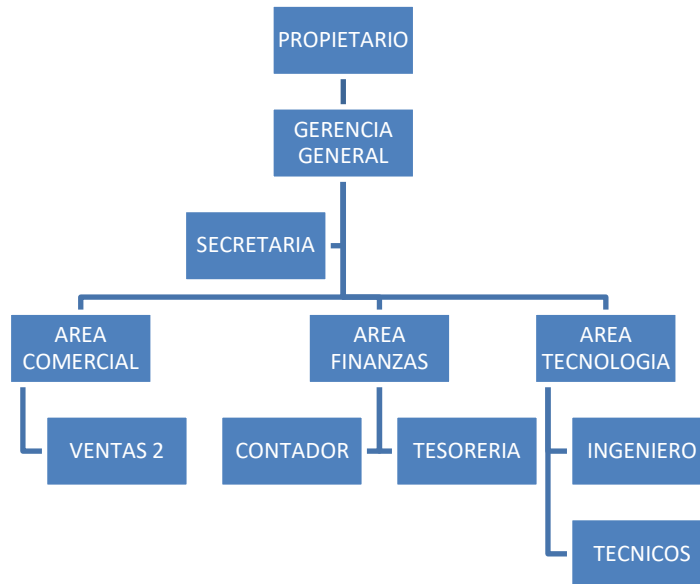 PROPIETARIO
GERENCIA
GENERAL
SECRETARIA
AREA
COMERCIAL
AREA
FINANZAS
AREA
TECNOLOGIA
VENTAS 2
CONTADOR
TESORERIA
INGENIERO
TECNICOS